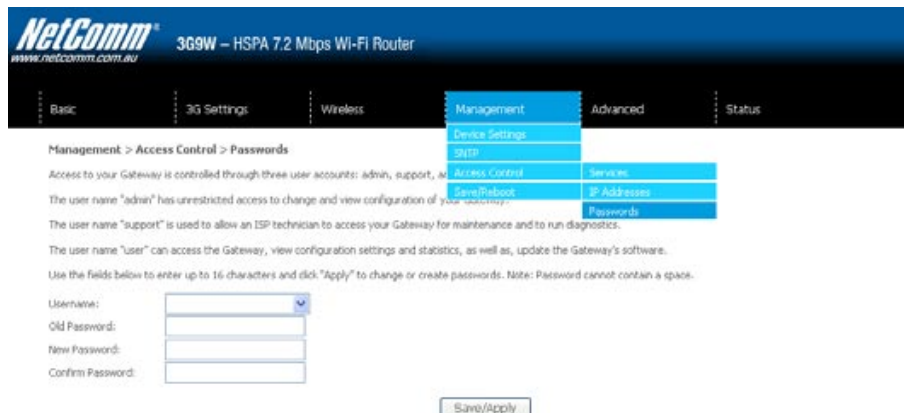 NetComm®
www.netcomm.com.au
3G9W – HSPA 7.2 Mbps Wi-Fi Router
Basic 3G Settings Wireless Management Advanced Status
Device Settings
SNTP
Access Control Services
Save/Reboot IP Addresses
Passwords
Management > Access Control > Passwords
Access to your Gateway is controlled through three user accounts: admin, support,
The user name "admin" has unrestricted access to change and view configuration of your Gateway.
The user name "support" is used to allow an ISP technician to access your Gateway for maintenance and to run diagnostics.
The user name "user" can access the Gateway, view configuration settings and statistics, as well as, update the Gateway's software.
Use the fields below to enter up to 16 characters and click "Apply" to change or create passwords. Note: Password cannot contain a space.
Username:
Old Password:
New Password:
Confirm Password:
Save/Apply